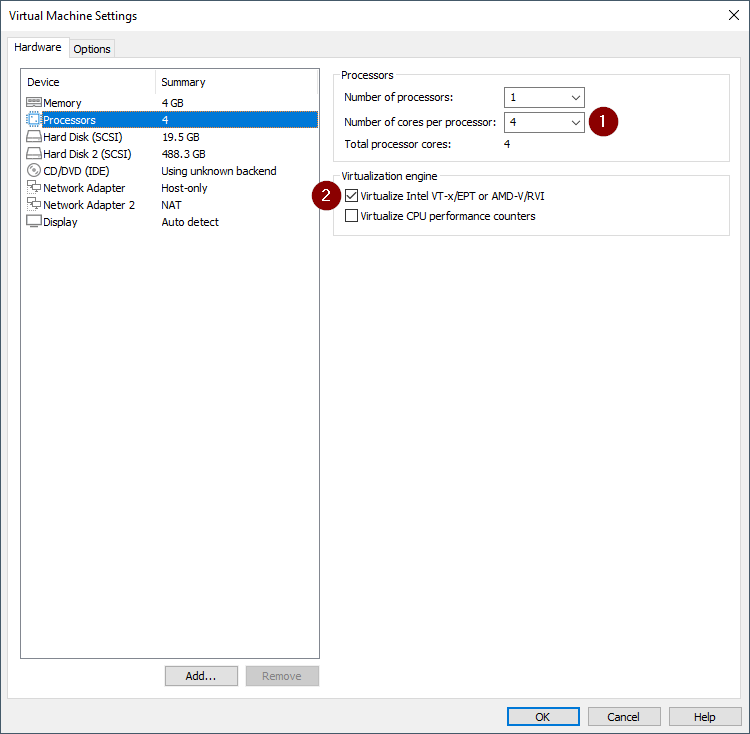 Virtual Machine Settings
Hardware Options
Device Summary
Memory 4 GB
Processors 4
Hard Disk (SCSI) 19.5 GB
Hard Disk 2 (SCSI) 488.3 GB
CD/DVD (IDE) Using unknown backend
Network Adapter Host-only
Network Adapter 2 NAT
Display Auto detect
Add... Remove
Processors
Number of processors: 1
Number of cores per processor: 4 1
Total processor cores: 4
Virtualization engine
2 Virtualize Intel VT-x/EPT or AMD-V/RVI
Virtualize CPU performance counters
OK Cancel Help